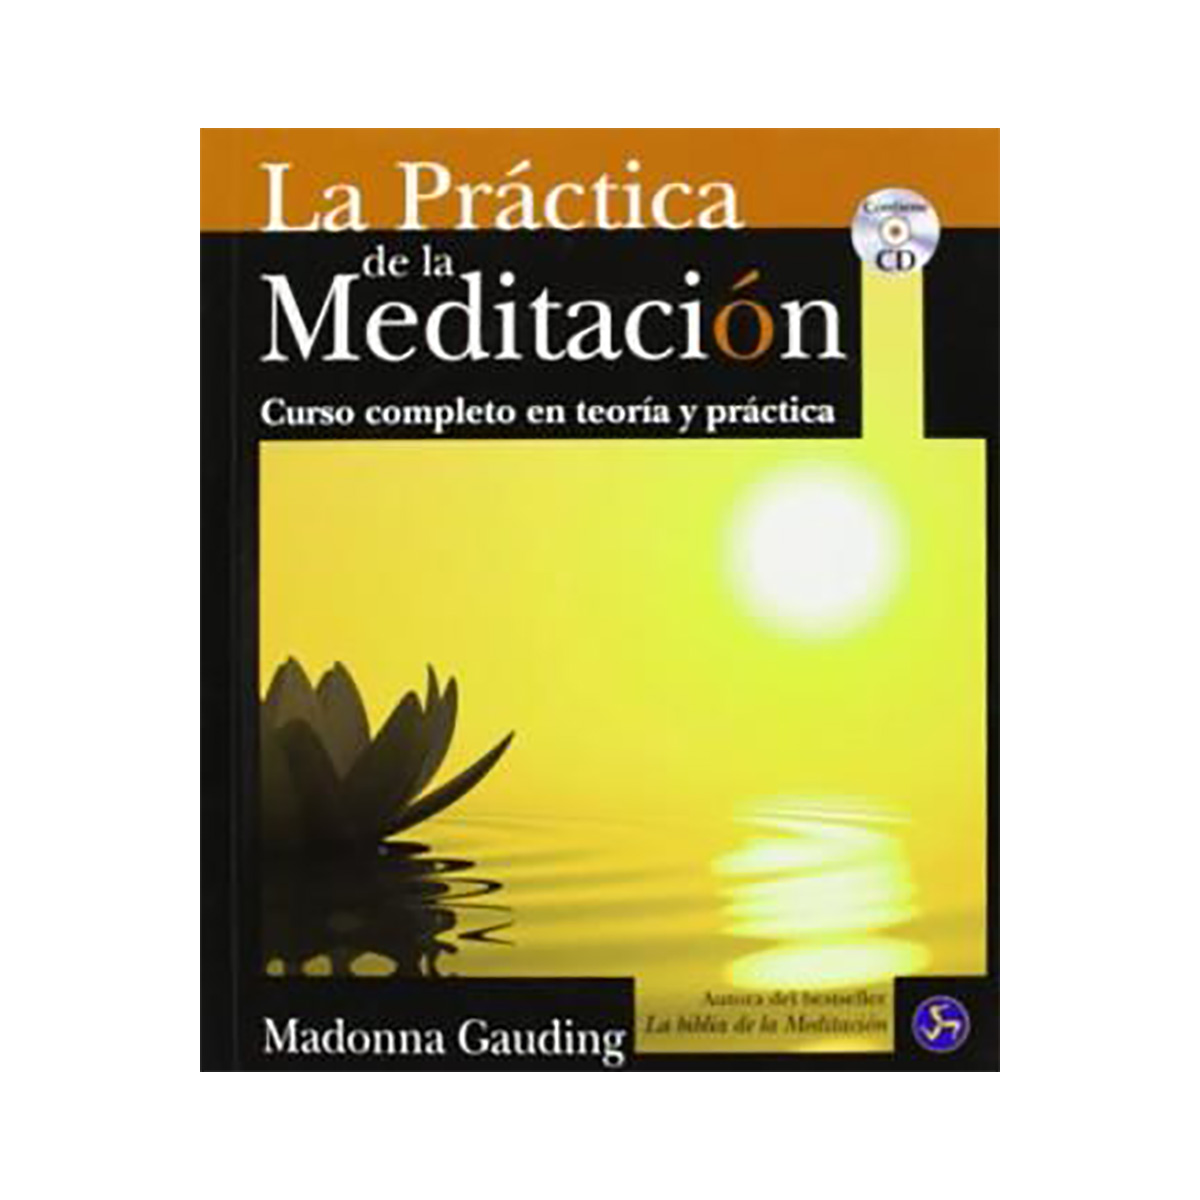 La Práctica
de la
Meditación
Curso completo en teoría y práctica
Contiene
CD
Madonna Gauding
Autora del bestseller
La biblia de la Meditación